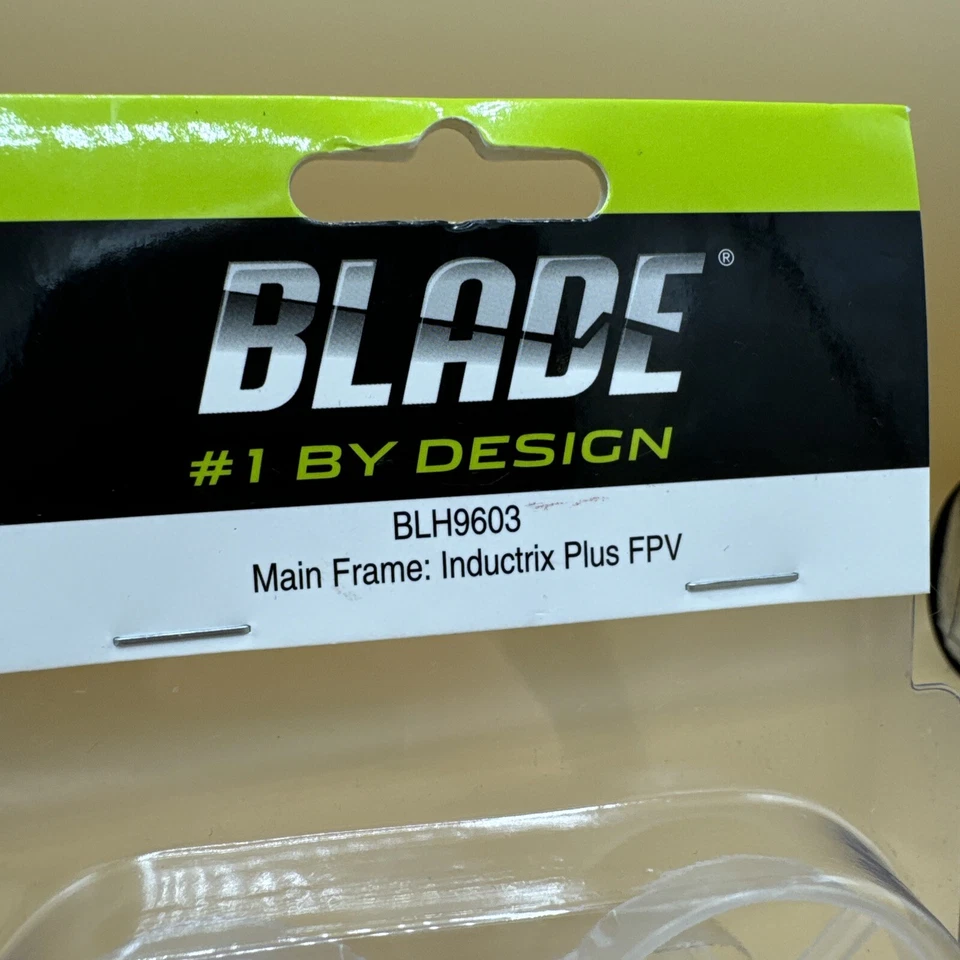 BLADE®
#1 BY DESIGN
BLH9603
Main Frame: Inductrix Plus FPV